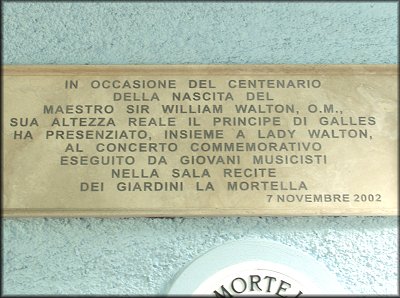 IN OCCASIONE DEL CENTENARIO
DELLA NASCITA DEL
MAESTRO SIR WILLIAM WALTON, O.M.,
SUA ALTEZZA REALE IL PRINCIPE DI GALLES
HA PRESENZIATO, INSIEME A LADY WALTON,
AL CONCERTO COMMEMORATIVO
ESEGUITO DA GIOVANI MUSICISTI
NELLA SALA RECITE
DEI GIARDINI LA MORTELLA
7 NOVEMBRE 2002